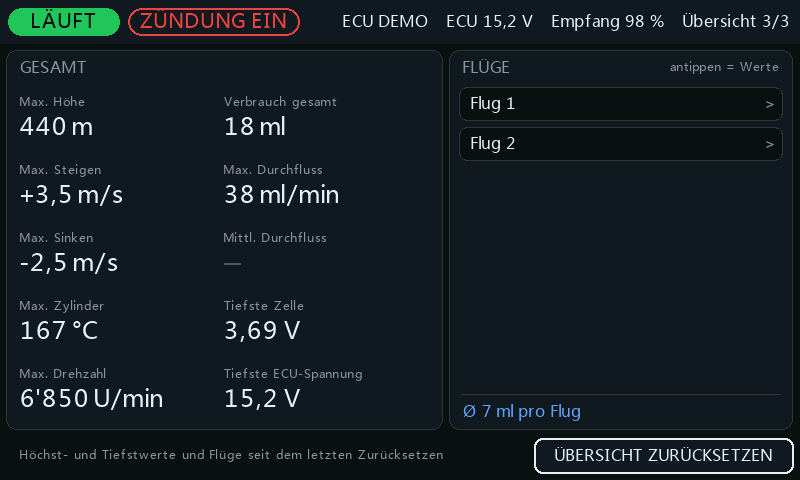 LÄUFT ZÜNDUNG EIN ECU DEMO ECU 15,2 V Empfang 98 % Übersicht 3/3
GESAMT
Max. Höhe Verbrauch gesamt
440 m 18 ml
Max. Steigen Max. Durchfluss
+3,5 m/s 38 ml/min
Max. Sinken Mittl. Durchfluss
-2,5 m/s —
Max. Zylinder Tiefste Zelle
167 °C 3,69 V
Max. Drehzahl Tiefste ECU-Spannung
6'850 U/min 15,2 V
FLÜGE antippen = Werte
Flug 1 >
Flug 2 >
Ø 7 ml pro Flug
Höchst- und Tiefstwerte und Flüge seit dem letzten Zurücksetzen ÜBERSICHT ZURÜCKSETZEN